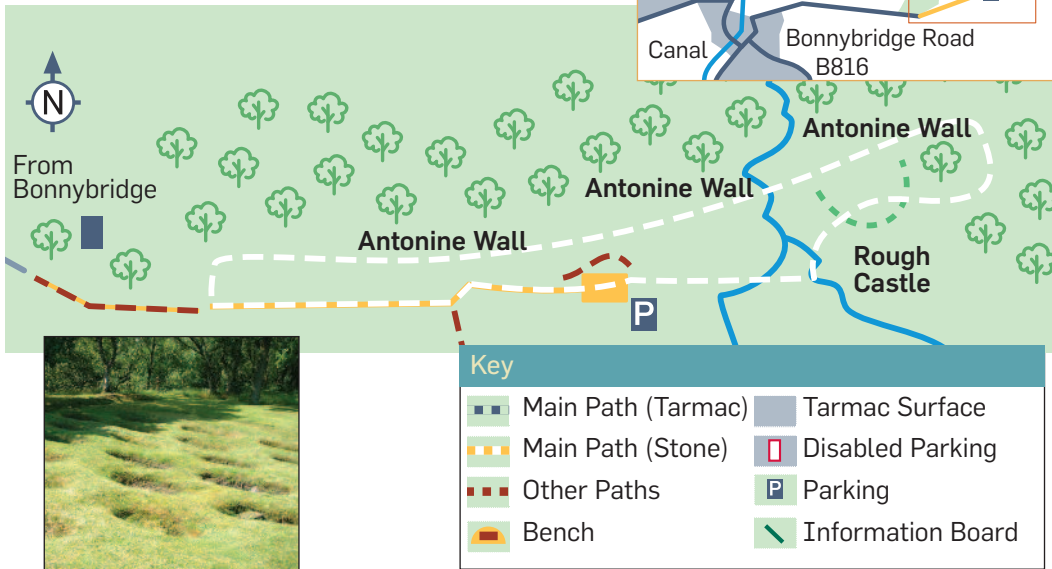 Canal
Bonnybridge Road
B816
N
From
Bonnybridge
Antonine Wall
Antonine Wall
Antonine Wall
Rough
Castle
P
Key
Main Path (Tarmac)
Main Path (Stone)
Other Paths
Bench
Tarmac Surface
Disabled Parking
P
Parking
Information Board